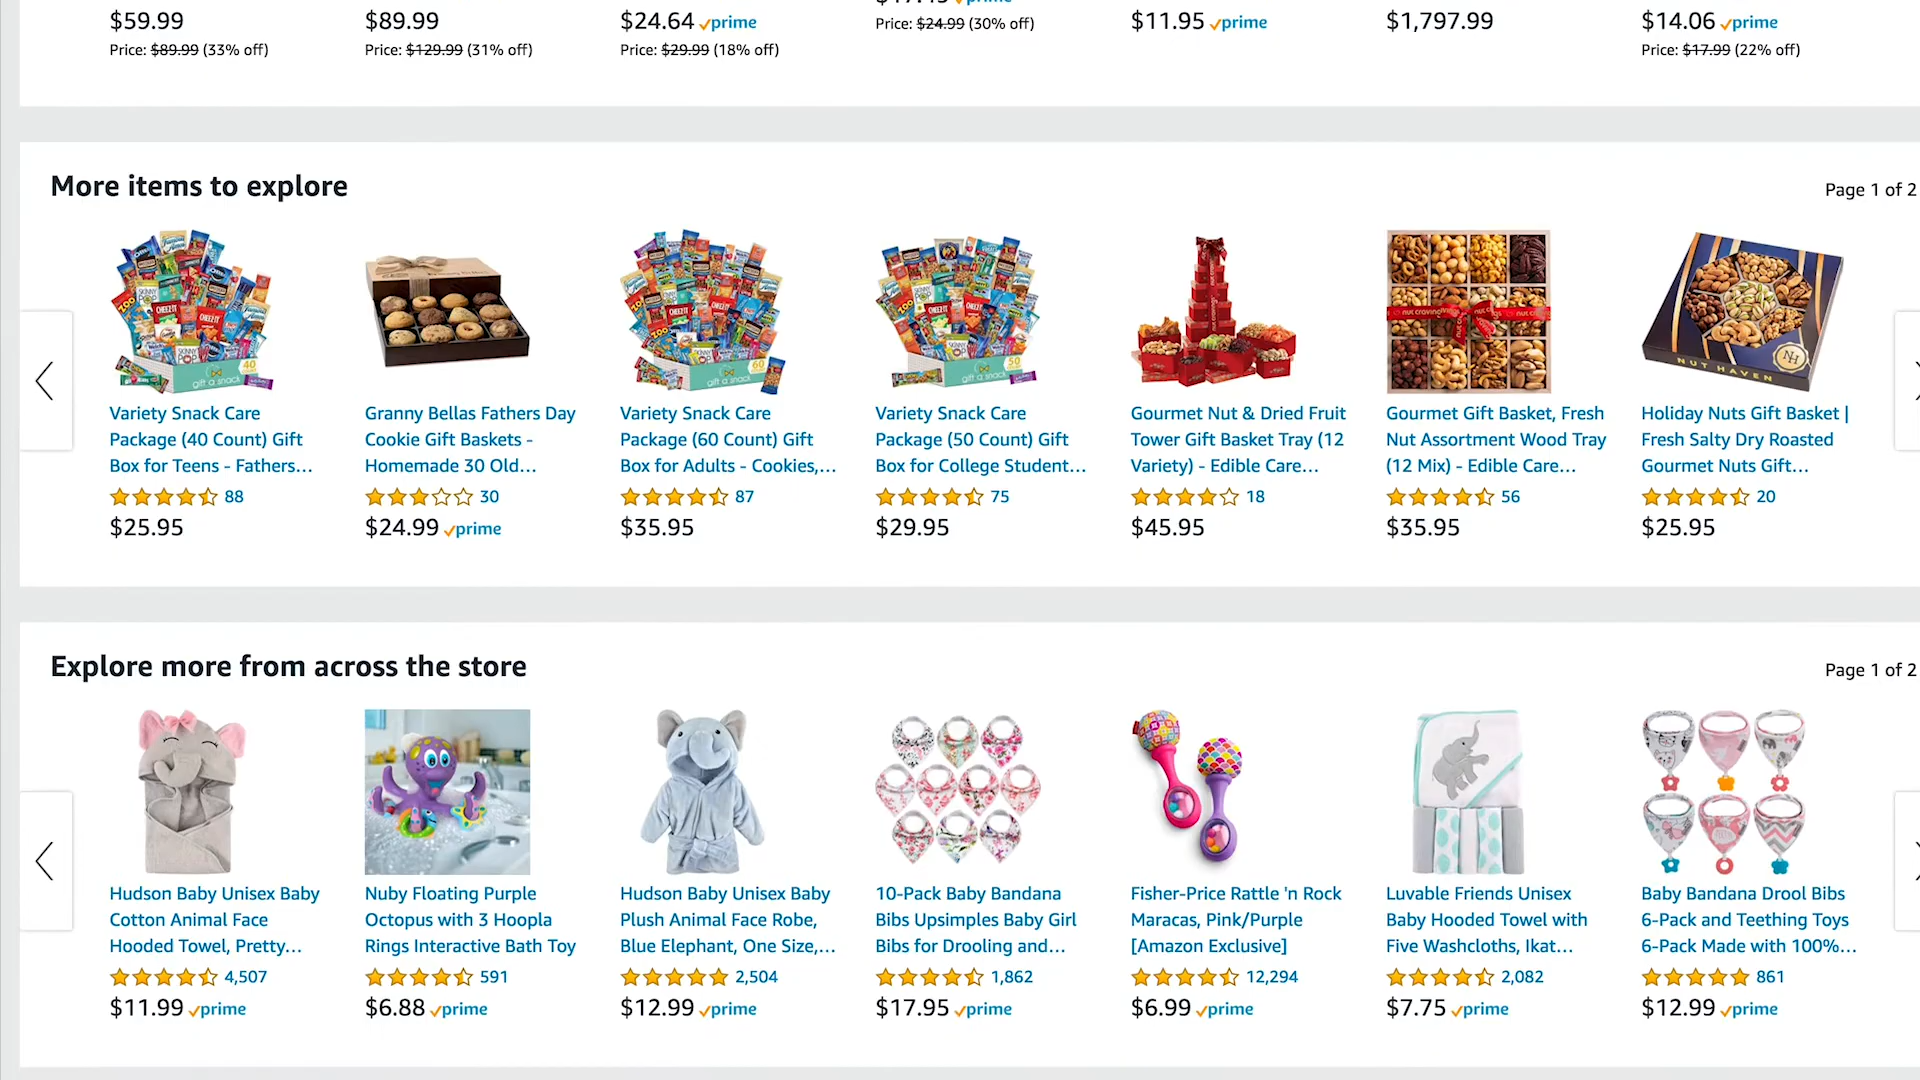 $59.99
Price: $89.99 (33% off)
$89.99
Price: $129.99 (31% off)
$24.64 prime
Price: $29.99 (18% off)
prime
Price: $24.99 (30% off)
$11.95 prime
$1,797.99
$14.06 prime
Price: $17.99 (22% off)
More items to explore
Page 1 of 2
Variety Snack Care
Package (40 Count) Gift
Box for Teens - Fathers...
88
$25.95
Granny Bellas Fathers Day
Cookie Gift Baskets -
Homemade 30 Old...
30
$24.99 prime
Variety Snack Care
Package (60 Count) Gift
Box for Adults - Cookies,...
87
$35.95
Variety Snack Care
Package (50 Count) Gift
Box for College Student...
75
$29.95
Gourmet Nut & Dried Fruit
Tower Gift Basket Tray (12
Variety) - Edible Care...
18
$45.95
Gourmet Gift Basket, Fresh
Nut Assortment Wood Tray
(12 Mix) - Edible Care...
56
$35.95
NUT HAVEN
Holiday Nuts Gift Basket |
Fresh Salty Dry Roasted
Gourmet Nuts Gift...
20
$25.95
Explore more from across the store
Page 1 of 2
Hudson Baby Unisex Baby
Cotton Animal Face
Hooded Towel, Pretty...
4,507
$11.99 prime
Nuby Floating Purple
Octopus with 3 Hoopla
Rings Interactive Bath Toy
591
$6.88 prime
Hudson Baby Unisex Baby
Plush Animal Face Robe,
Blue Elephant, One Size,...
2,504
$12.99 prime
10-Pack Baby Bandana
Bibs Upsimples Baby Girl
Bibs for Drooling and...
1,862
$17.95 prime
Fisher-Price Rattle 'n Rock
Maracas, Pink/Purple
[Amazon Exclusive]
12,294
$6.99 prime
Luvable Friends Unisex
Baby Hooded Towel with
Five Washcloths, Ikat...
2,082
$7.75 prime
Baby Bandana Drool Bibs
6-Pack and Teething Toys
6-Pack Made with 100%...
861
$12.99 prime